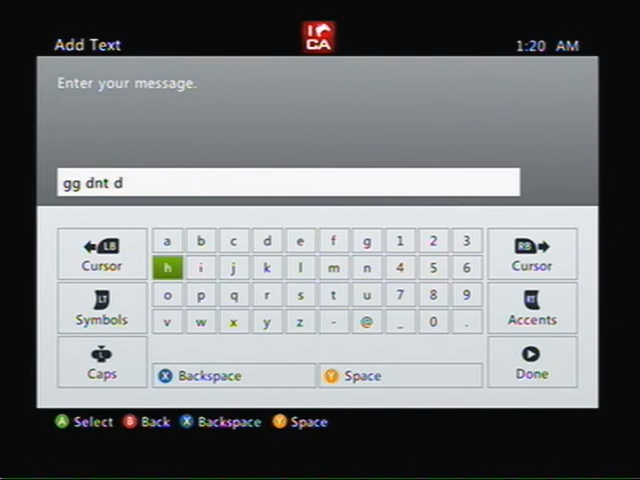 Add Text
I CA
1:20 AM
Enter your message.
gg dnt d
LB
Cursor
a b c d e f g 1 2 3
RB
Cursor
h i j k l m n 4 5 6
LT
Symbols
o p q r s t u 7 8 9
RT
Accents
v w x y z - @ _ 0 .
L
Caps
X Backspace
Y Space
Done
A Select B Back X Backspace Y Space